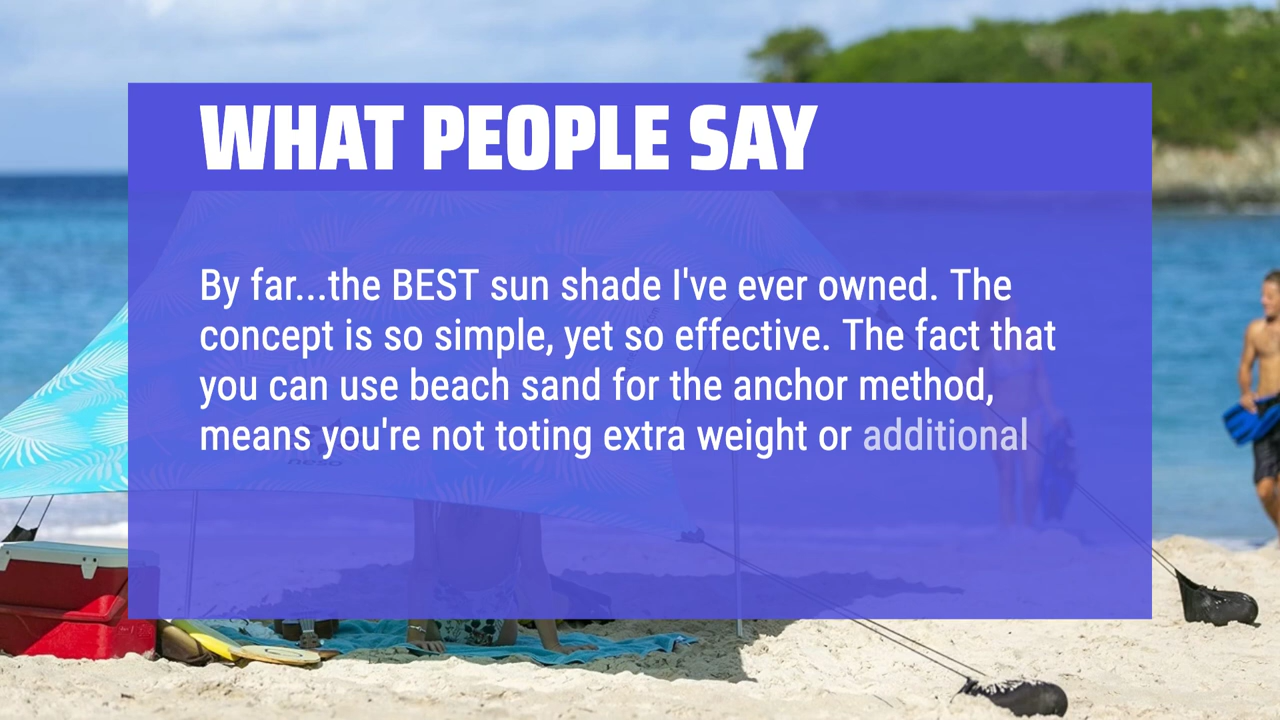 WHAT PEOPLE SAY
By far...the BEST sun shade I've ever owned. The
concept is so simple, yet so effective. The fact that
you can use beach sand for the anchor method,
means you're not toting extra weight or additional
neso